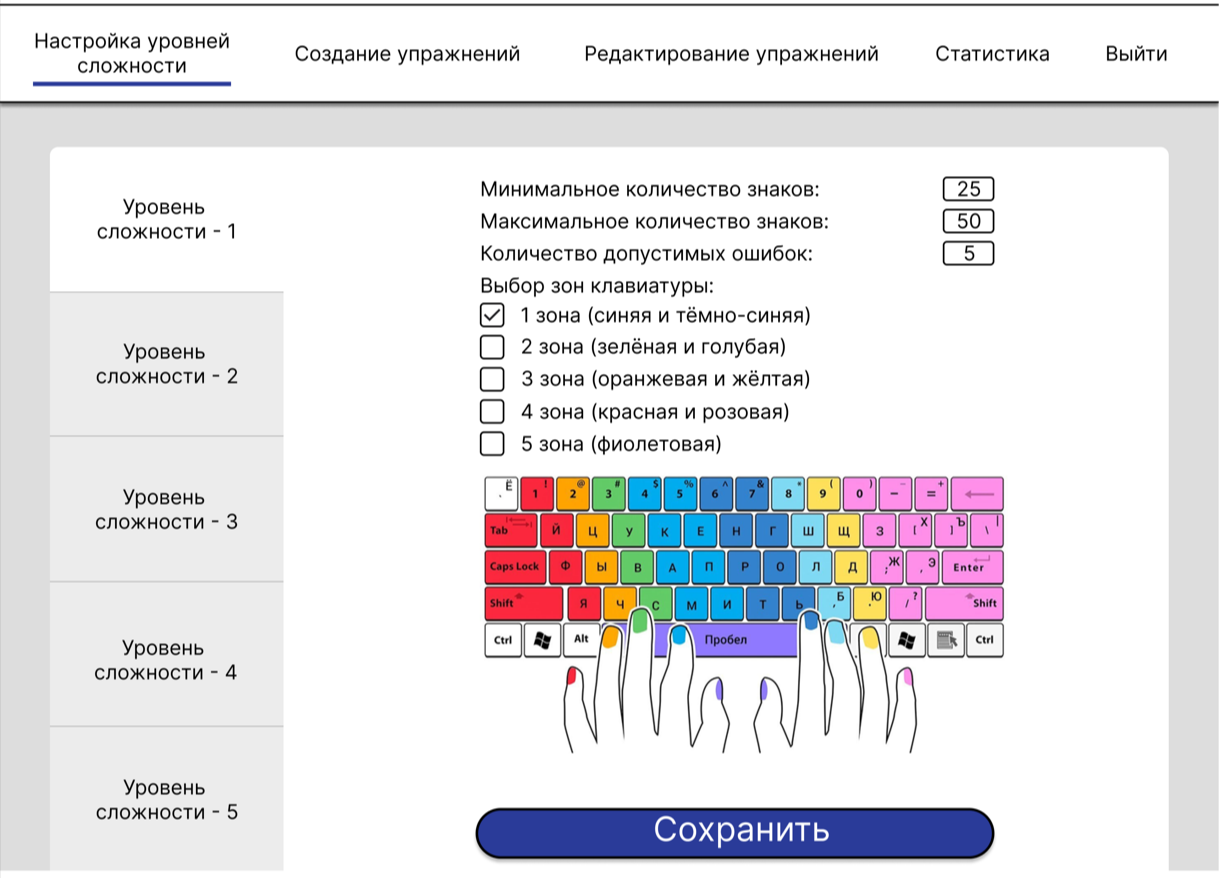 Настройка уровней
сложности
Создание упражнений
Редактирование упражнений
Статистика
Выйти
Уровень
сложности - 1
Уровень
сложности - 2
Уровень
сложности - 3
Уровень
сложности - 4
Уровень
сложности - 5
Минимальное количество знаков: 25
Максимальное количество знаков: 50
Количество допустимых ошибок: 5
Выбор зон клавиатуры:
1 зона (синяя и тёмно-синяя)
2 зона (зелёная и голубая)
3 зона (оранжевая и жёлтая)
4 зона (красная и розовая)
5 зона (фиолетовая)
Ё 1 ! 2 @ 3 # 4 $ 5 % 6 ^ 7 & 8 * 9 ( 0 ) - _ = +
Tab Й Ц У К Е Н Г Ш Щ З [ Х ] Ъ \ |
Caps Lock Ф Ы В А П Р О Л Д ; Ж , Э Enter
Shift Я Ч С М И Т Ь , Б . Ю / ? Shift
Ctrl Alt Пробел Ctrl
Сохранить